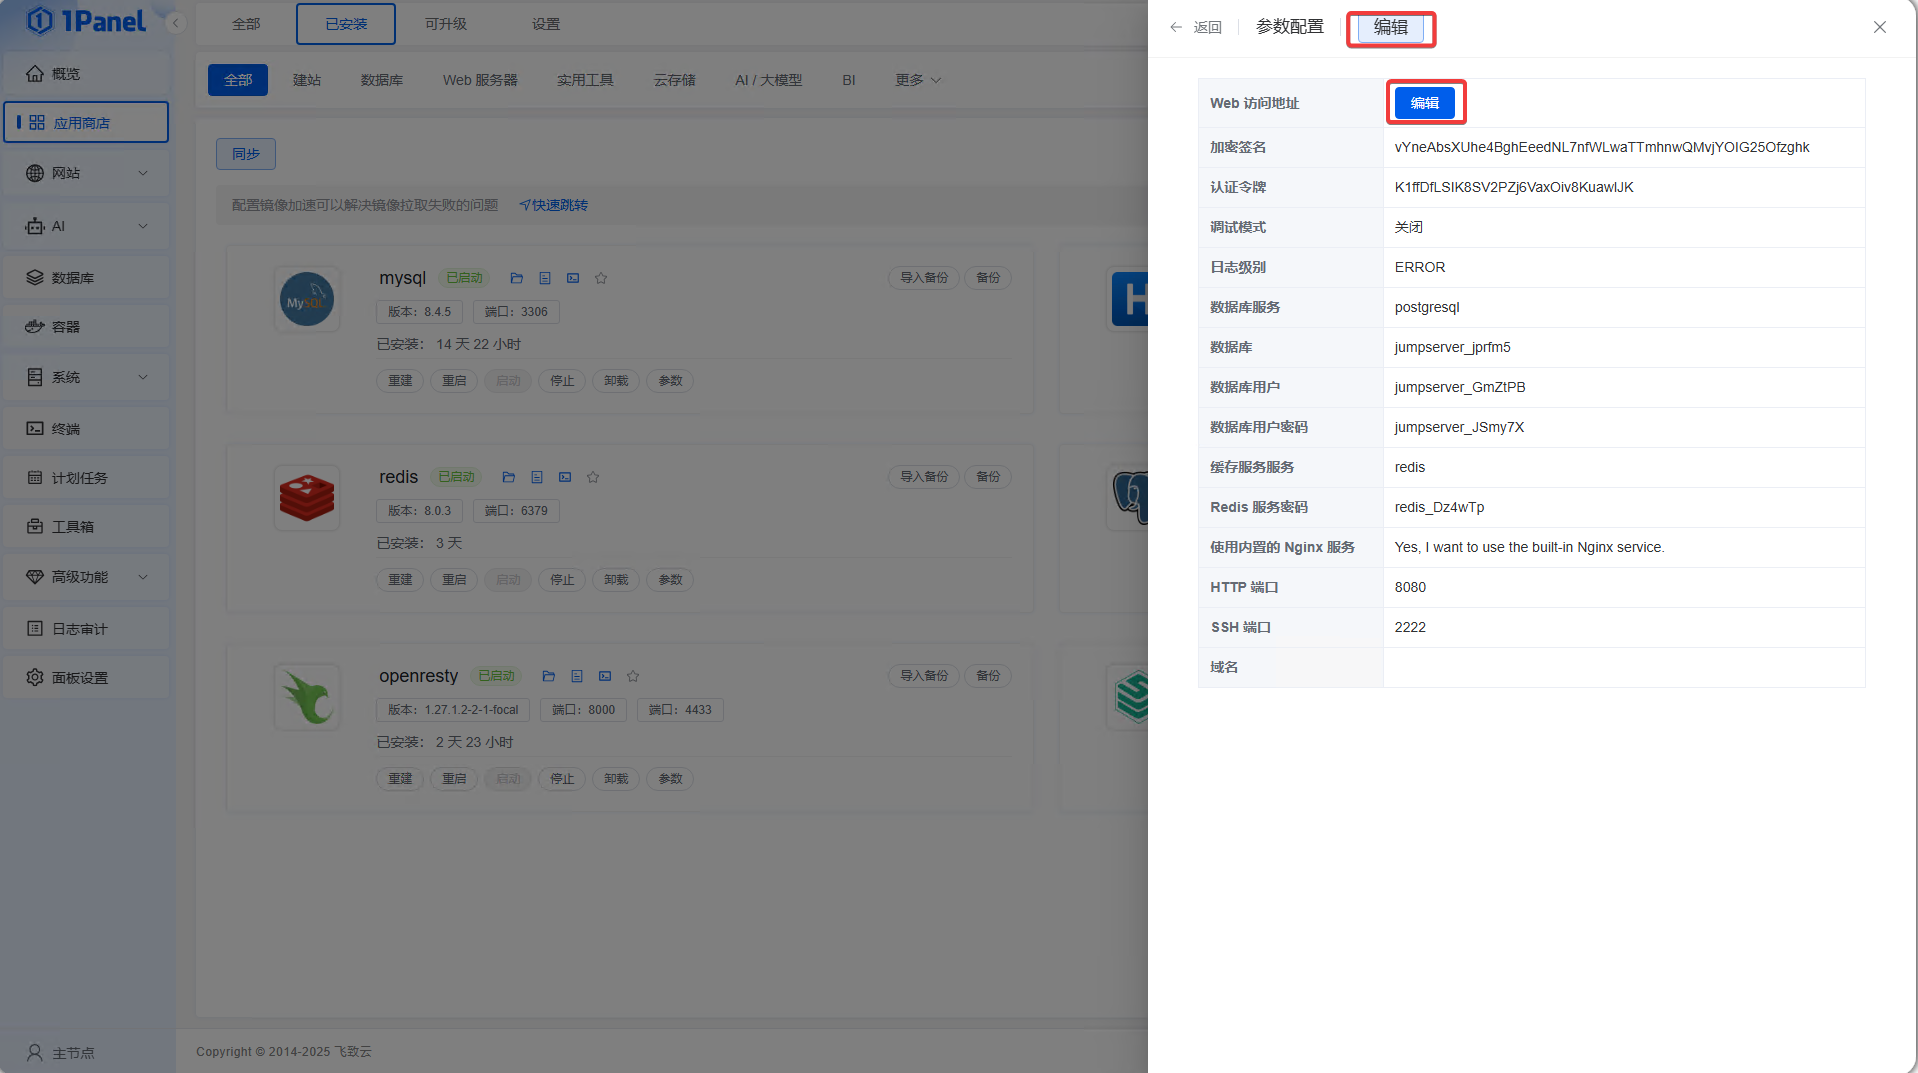 1Panel
概览
应用商店
网站
AI
数据库
容器
系统
终端
计划任务
工具箱
高级功能
日志审计
面板设置
主节点
全部 已安装 可升级 设置
全部 建站 数据库 Web 服务器 实用工具 云存储 AI / 大模型 BI 更多
同步
配置镜像加速可以解决镜像拉取失败的问题 快速跳转
MySQL
mysql 已启动 导入备份 备份
版本：8.4.5 端口：3306
已安装： 14 天 22 小时
重建 重启 启动 停止 卸载 参数
redis 已启动 导入备份 备份
版本：8.0.3 端口：6379
已安装： 3 天
重建 重启 启动 停止 卸载 参数
openresty 已启动 导入备份 备份
版本：1.27.1.2-2-1-focal 端口：8000 端口：4433
已安装： 2 天 23 小时
重建 重启 启动 停止 卸载 参数
H
Copyright © 2014-2025 飞致云
返回 参数配置 编辑
Web 访问地址 编辑
加密签名 vYneAbsXUhe4BghEeedNL7nfWLwaTTmhnwQMvjYOIG25Ofzghk
认证令牌 K1ffDfLSIK8SV2PZj6VaxOiv8KuawIJK
调试模式 关闭
日志级别 ERROR
数据库服务 postgresql
数据库 jumpserver_jprfm5
数据库用户 jumpserver_GmZtPB
数据库用户密码 jumpserver_JSmy7X
缓存服务服务 redis
Redis 服务密码 redis_Dz4wTp
使用内置的 Nginx 服务 Yes, I want to use the built-in Nginx service.
HTTP 端口 8080
SSH 端口 2222
域名